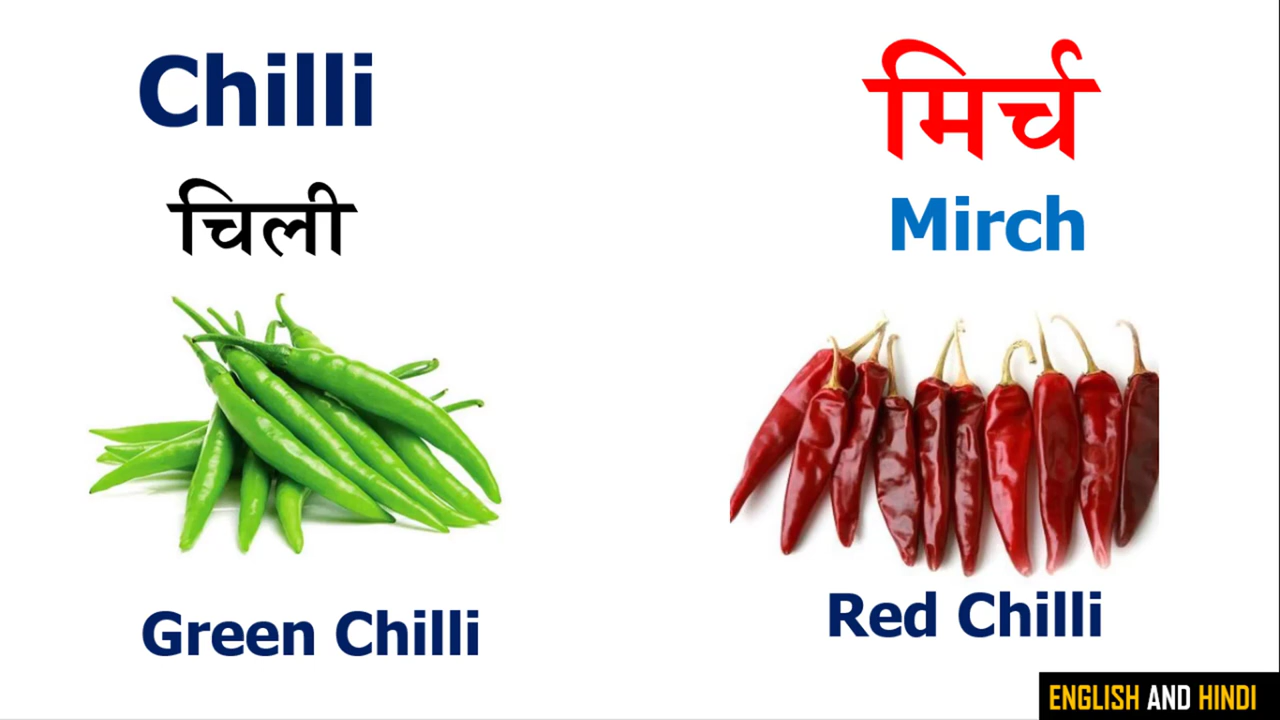 Chilli
चिली
Green Chilli
मिर्च
Mirch
Red Chilli
ENGLISH AND HINDI